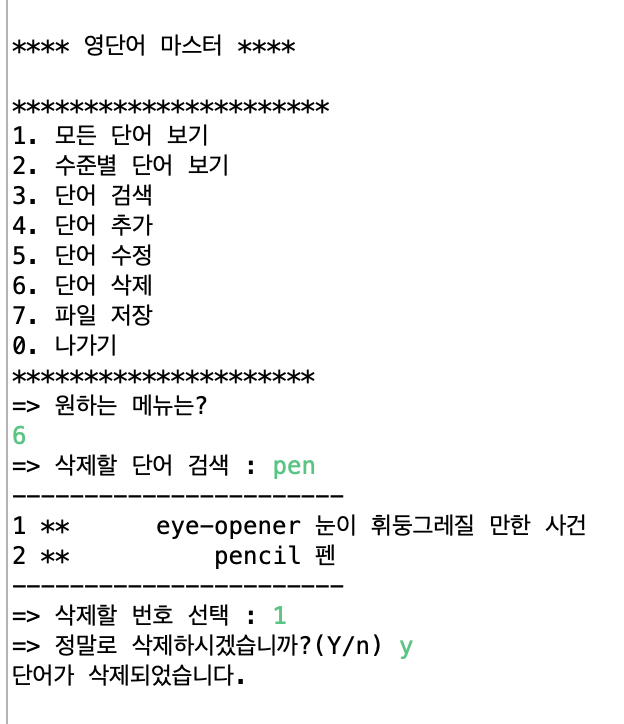 **** 영단어 마스터 ****
**********************
1. 모든 단어 보기
2. 수준별 단어 보기
3. 단어 검색
4. 단어 추가
5. 단어 수정
6. 단어 삭제
7. 파일 저장
0. 나가기
*********************
=> 원하는 메뉴는?
6
=> 삭제할 단어 검색 : pen
-----------------------
1 **      eye-opener 눈이 휘둥그레질 만한 사건
2 **          pencil 펜
-----------------------
=> 삭제할 번호 선택 : 1
=> 정말로 삭제하시겠습니까?(Y/n) y
단어가 삭제되었습니다.